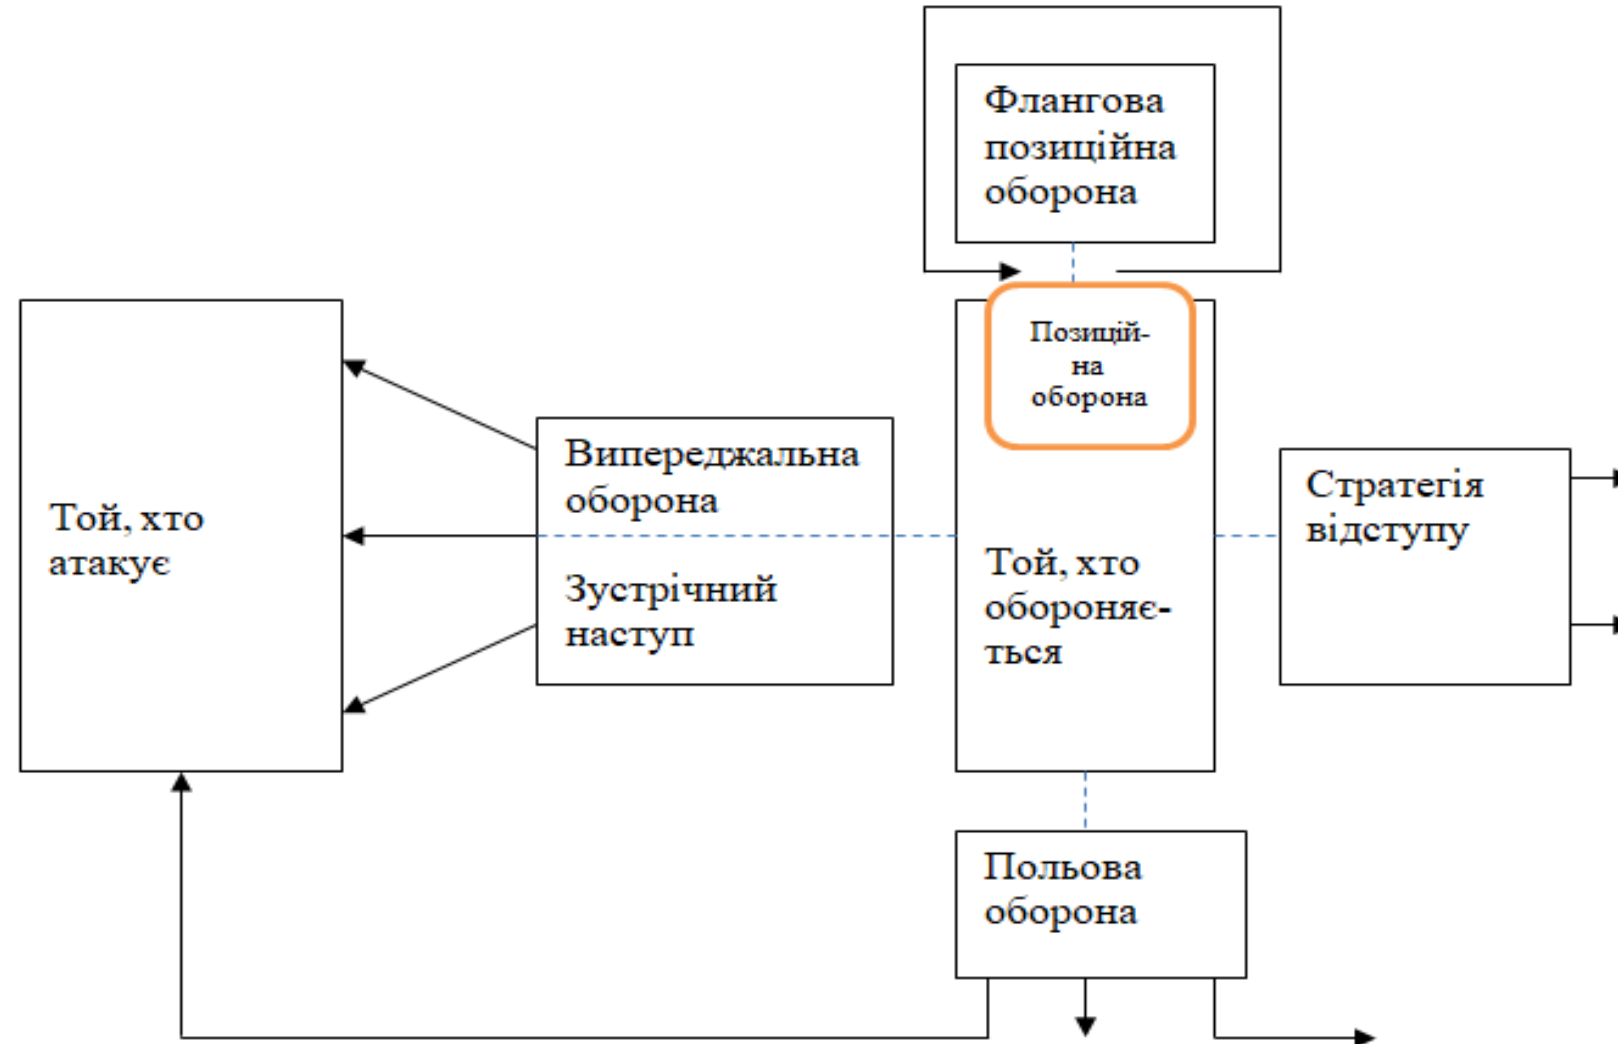 Флангова
позиційна
оборона
Позицій-
на
оборона
Той, хто
атакує
Випереджальна
оборона
Зустрічний
наступ
Той, хто
обороняє-
ться
Стратегія
відступу
Польова
оборона